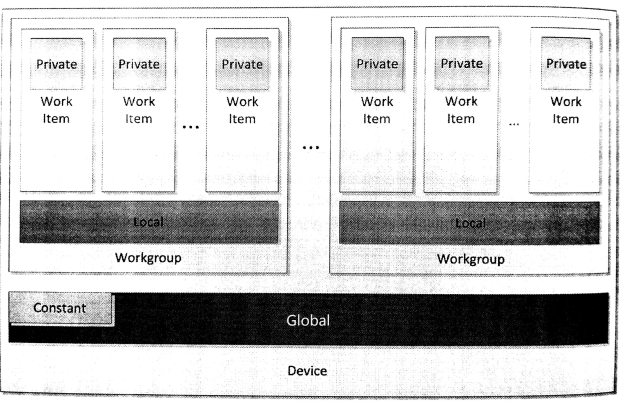 Private Private Private Private Private Private
Work Work Work Work Work Work
Item Item Item Item Item Item
... ... ...
Local Local
Workgroup Workgroup
Constant
Global
Device